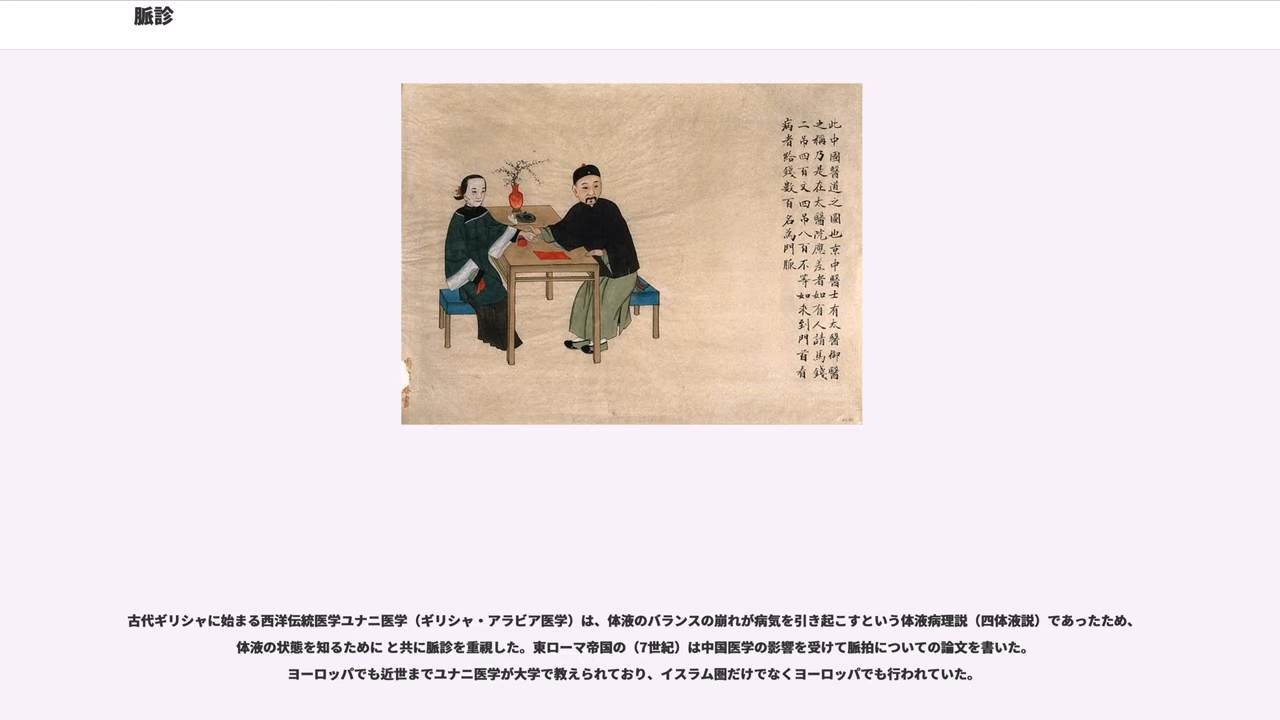 脈診
此中國醫道之圖也京中醫士有太醫御醫
之稱乃是在太醫院應差者如有人請馬錢
二吊四百文四吊八百不等如來到門首看
病者給錢数百名為門脈
古代ギリシャに始まる西洋伝統医学ユナニ医学（ギリシャ・アラビア医学）は、体液のバランスの崩れが病気を引き起こすという体液病理説（四体液説）であったため、
体液の状態を知るために と共に脈診を重視した。東ローマ帝国の（7世紀）は中国医学の影響を受けて脈拍についての論文を書いた。
ヨーロッパでも近世までユナニ医学が大学で教えられており、イスラム圏だけでなくヨーロッパでも行われていた。